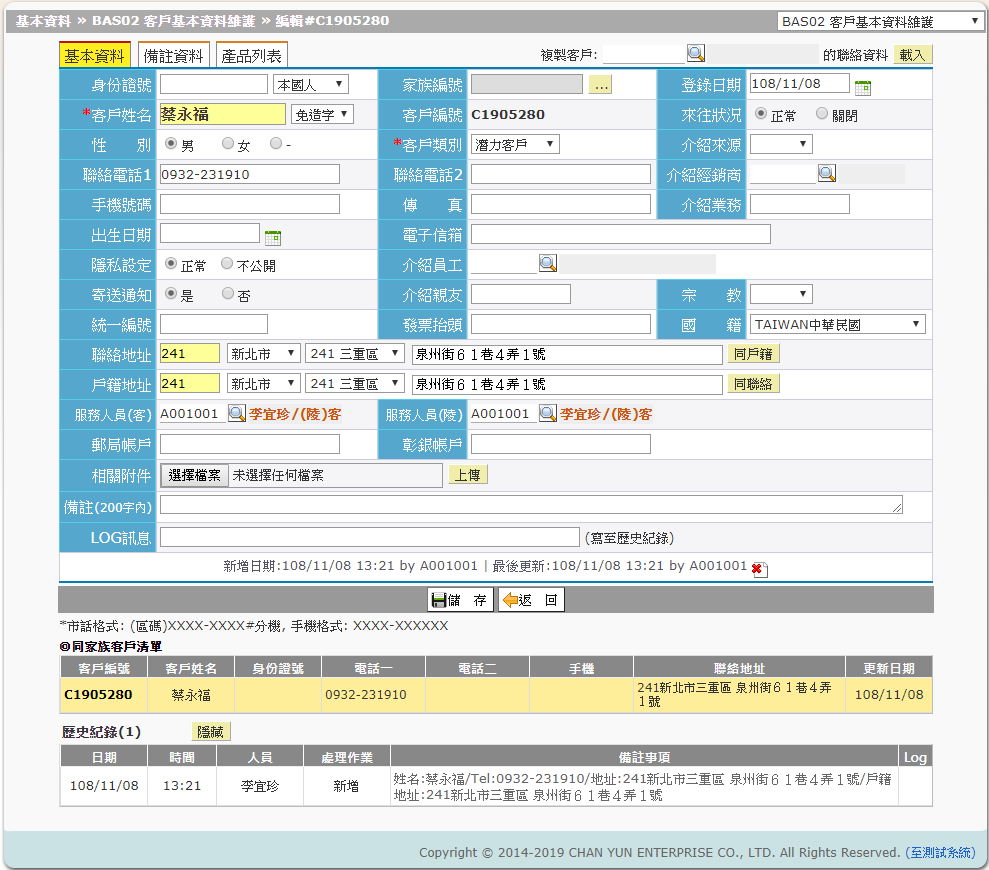 基本資料 » BAS02 客戶基本資料維護 » 編輯#C1905280 BAS02 客戶基本資料維護
基本資料 備註資料 產品列表 複製客戶: 的聯絡資料 載入
身份證號 本國人 家族編號 ... 登錄日期 108/11/08
*客戶姓名 蔡永福 免造字 客戶編號 C1905280 來往狀況 正常 關閉
性 別 男 女 - *客戶類別 潛力客戶 介紹來源
聯絡電話1 0932-231910 聯絡電話2 介紹經銷商
手機號碼 傳 真 介紹業務
出生日期 電子信箱
隱私設定 正常 不公開 介紹員工
寄送通知 是 否 介紹親友 宗 教
統一編號 發票抬頭 國 籍 TAIWAN中華民國
聯絡地址 241 新北市 241 三重區 泉州街６１巷４弄１號 同戶籍
戶籍地址 241 新北市 241 三重區 泉州街６１巷４弄１號 同聯絡
服務人員(客) A001001 李宜珍/(陸)客 服務人員(陸) A001001 李宜珍/(陸)客
郵局帳戶 彰銀帳戶
相關附件 選擇檔案 未選擇任何檔案 上傳
備註(200字內)
LOG訊息 (寫至歷史紀錄)
新增日期:108/11/08 13:21 by A001001 | 最後更新:108/11/08 13:21 by A001001
儲 存 返 回
*市話格式: (區碼)XXXX-XXXX#分機, 手機格式: XXXX-XXXXXX
◎同家族客戶清單
客戶編號 客戶姓名 身份證號 電話一 電話二 手機 聯絡地址 更新日期
C1905280 蔡永福 0932-231910 241新北市三重區 泉州街６１巷４弄 108/11/08
１號
歷史紀錄(1) 隱藏
日期 時間 人員 處理作業 備註事項 Log
108/11/08 13:21 李宜珍 新增 姓名:蔡永福/Tel:0932-231910/地址:241新北市三重區 泉州街６１巷４弄１號/戶籍
地址:241新北市三重區 泉州街６１巷４弄１號
Copyright © 2014-2019 CHAN YUN ENTERPRISE CO., LTD. All Rights Reserved. (至測試系統)